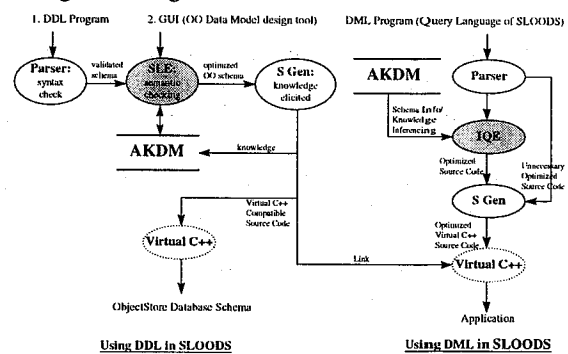 1. DDL Program
2. GUI (OO Data Model design tool)
DML Program (Query Language of SLOODS)
Parser:
syntax
check
validated
schema
SLE:
semantic
checking
optimized
OO schema
S Gen:
knowledge
elicited
AKDM
knowledge
Virtual C++
Compatible
Source Code
Virtual C++
ObjectStore Database Schema
Using DDL in SLOODS
AKDM
Parser
Schema Info/
Knowledge
Inferencing
IQE
Optimized
Source Code
Unnecessary
Optimized
Source Code
S Gen
Optimized
Virtual C++
Source Code
Link
Virtual C++
Application
Using DML in SLOODS